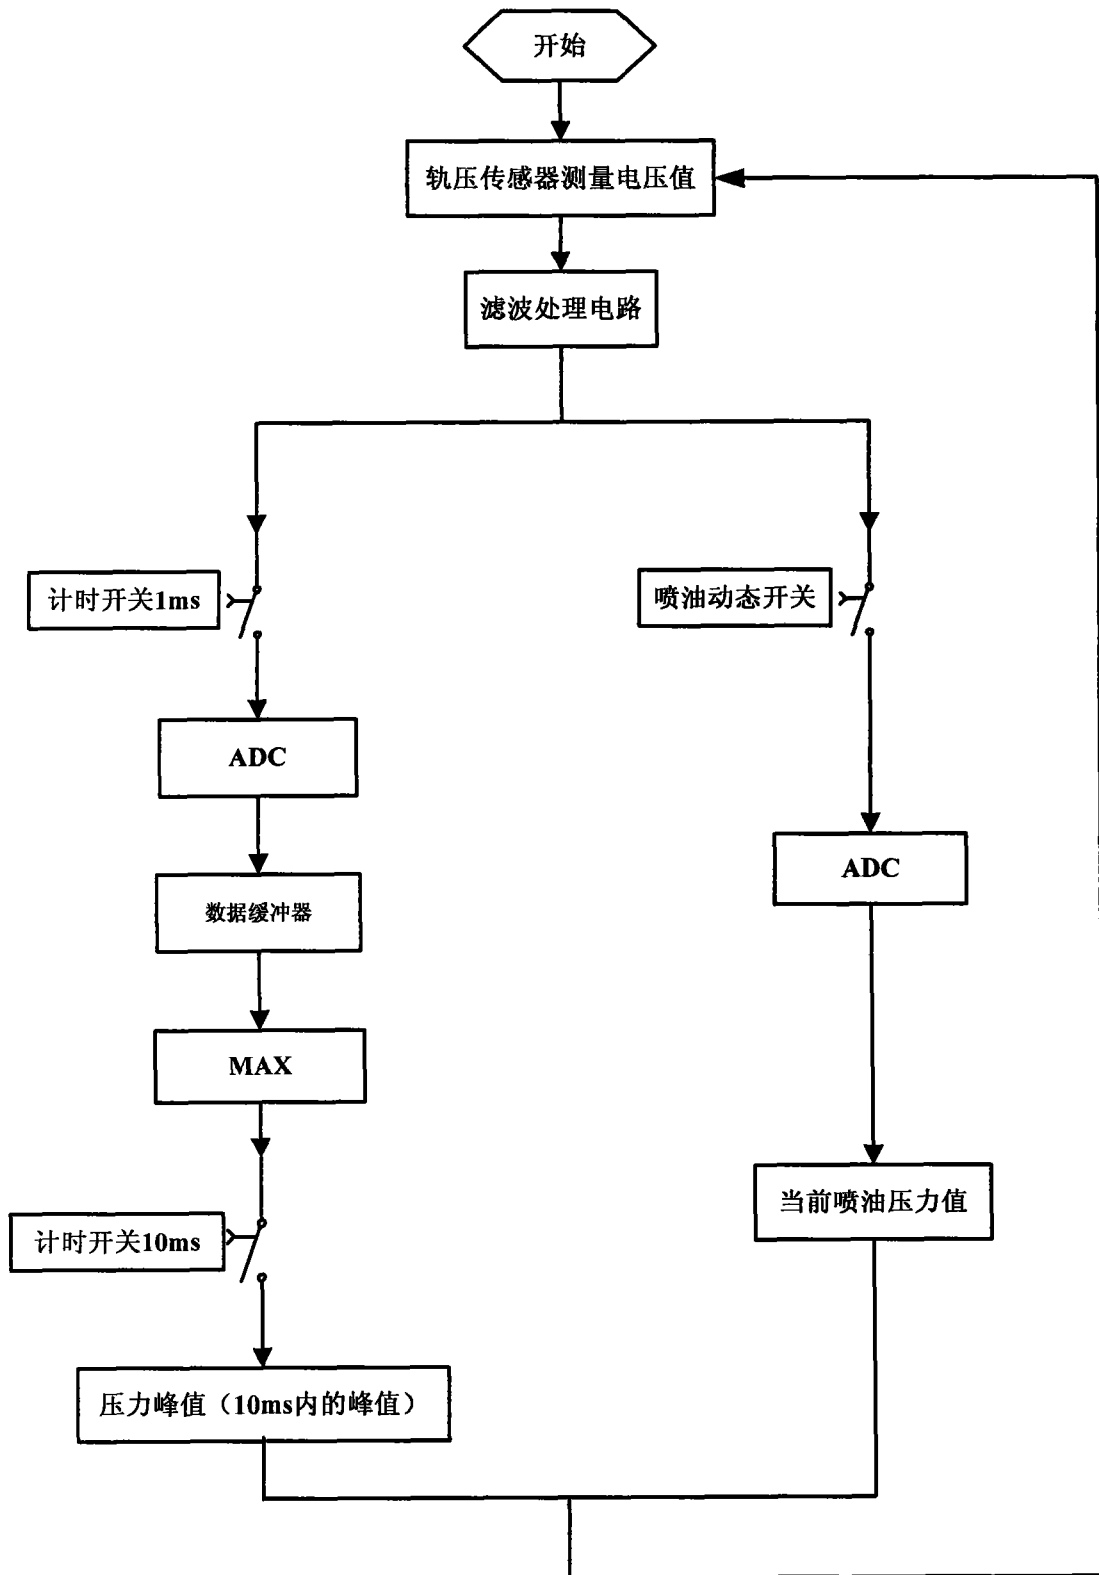 开始
轨压传感器测量电压值
滤波处理电路
计时开关1ms
喷油动态开关
ADC
ADC
数据缓冲器
MAX
当前喷油压力值
计时开关10ms
压力峰值（10ms内的峰值）